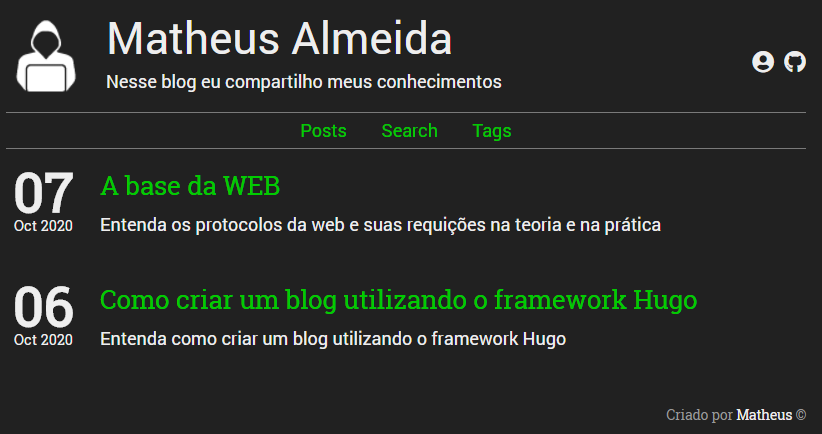 Matheus Almeida
Nesse blog eu compartilho meus conhecimentos
Posts Search Tags
07
Oct 2020
A base da WEB
Entenda os protocolos da web e suas requições na teoria e na prática
06
Oct 2020
Como criar um blog utilizando o framework Hugo
Entenda como criar um blog utilizando o framework Hugo
Criado por Matheus ©